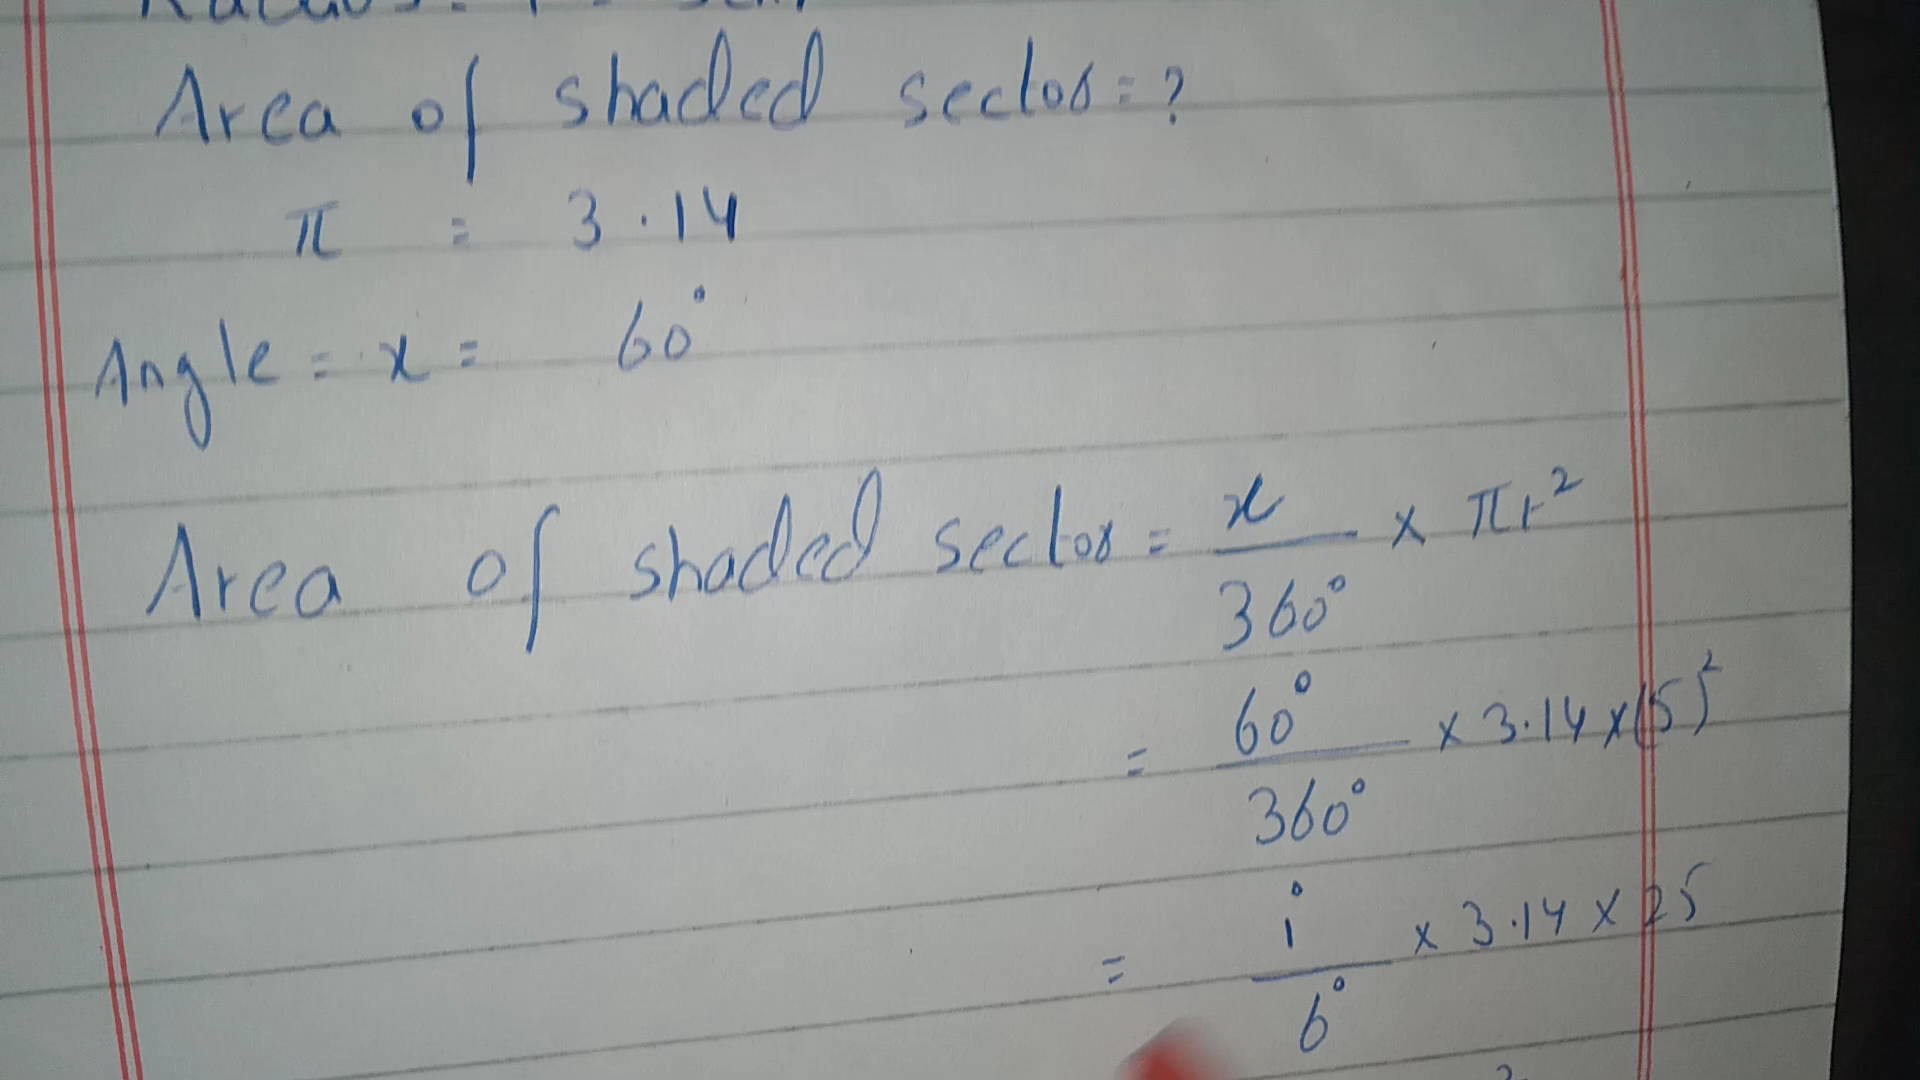 Area of shaded sector = ?
π = 3.14
Angle = x = 60°
Area of shaded sector = x/360° × πr²
= 60°/360° × 3.14 × (5)²
= 1°/6° × 3.14 × 25